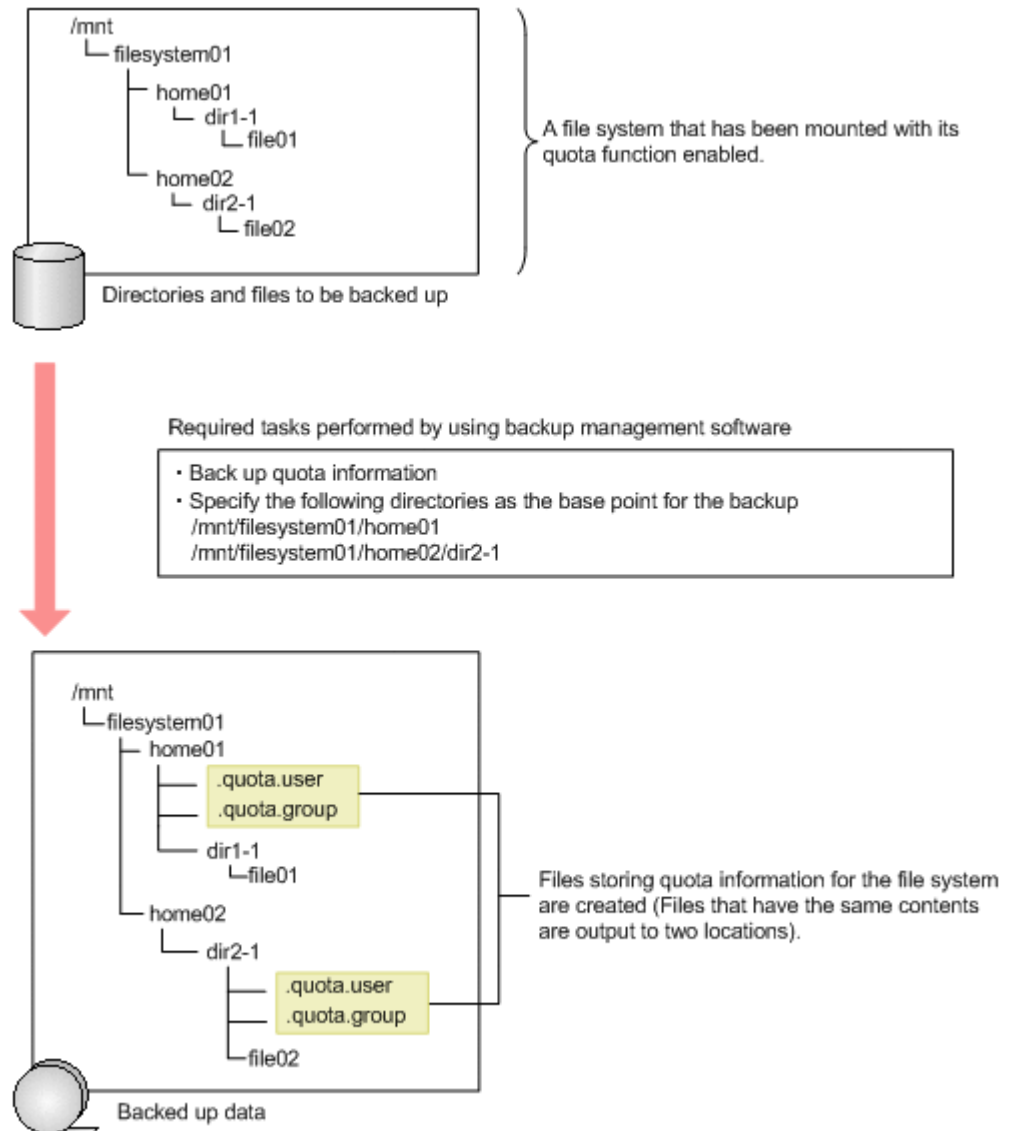 /mnt
filesystem01
home01
dir1-1
file01
home02
dir2-1
file02
A file system that has been mounted with its
quota function enabled.
Directories and files to be backed up
Required tasks performed by using backup management software
・Back up quota information
・Specify the following directories as the base point for the backup
/mnt/filesystem01/home01
/mnt/filesystem01/home02/dir2-1
/mnt
filesystem01
home01
.quota.user
.quota.group
dir1-1
file01
home02
dir2-1
.quota.user
.quota.group
file02
Files storing quota information for the file system
are created (Files that have the same contents
are output to two locations).
Backed up data